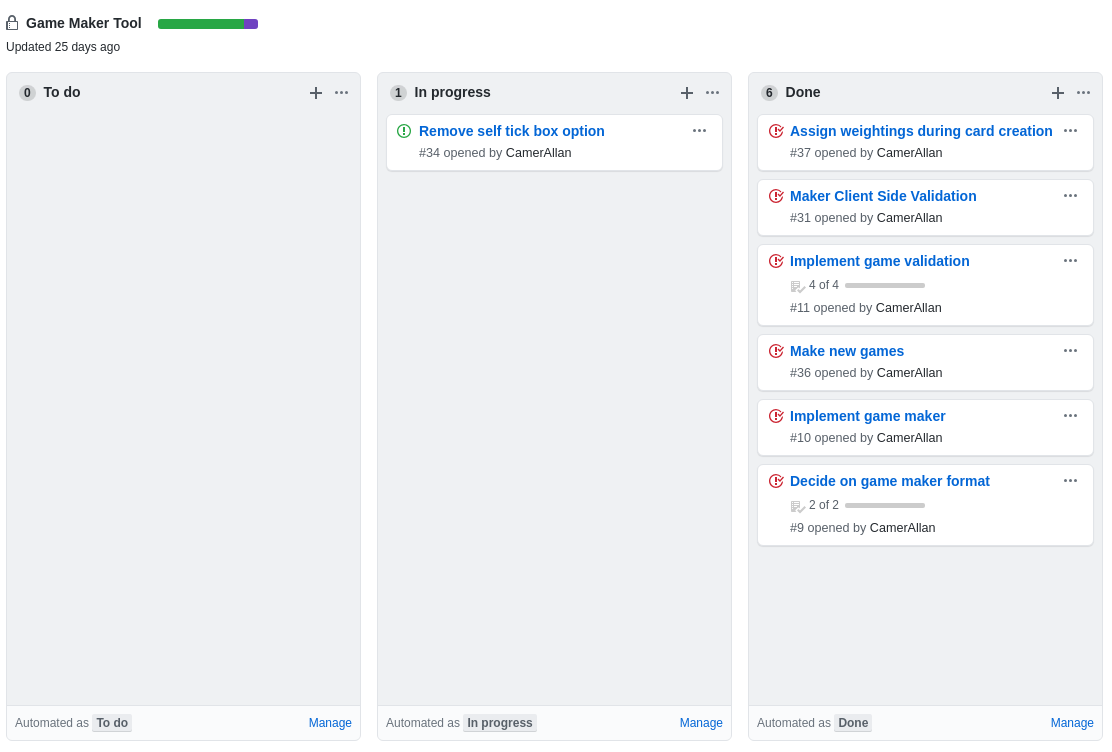 Game Maker Tool
Updated 25 days ago
0 To do
1 In progress
Remove self tick box option
#34 opened by CamerAllan
6 Done
Assign weightings during card creation
#37 opened by CamerAllan
Maker Client Side Validation
#31 opened by CamerAllan
Implement game validation
4 of 4
#11 opened by CamerAllan
Make new games
#36 opened by CamerAllan
Implement game maker
#10 opened by CamerAllan
Decide on game maker format
2 of 2
#9 opened by CamerAllan
Automated as To do Manage
Automated as In progress Manage
Automated as Done Manage